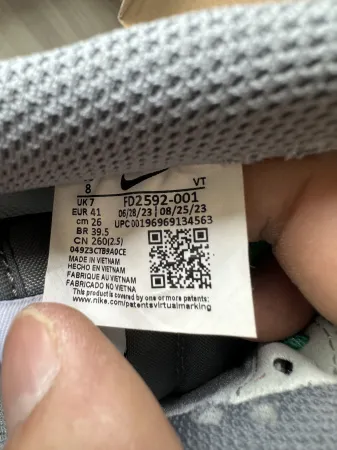 8 VT
UK 7 FD2592-001
EUR 41 06/28/23 | 08/25/23
cm 26 UPC 00196969134563
BR 39.5
CN 260(2.5)
049Z3CTB9A0CE
MADE IN VIETNAM
HECHO EN VIETNAM
FABRIQUÉ AU VIETNAM
FABRICADO NO VIETNA
This product is covered by one or more patents:
www.nike.com/patentsvirtualmarking